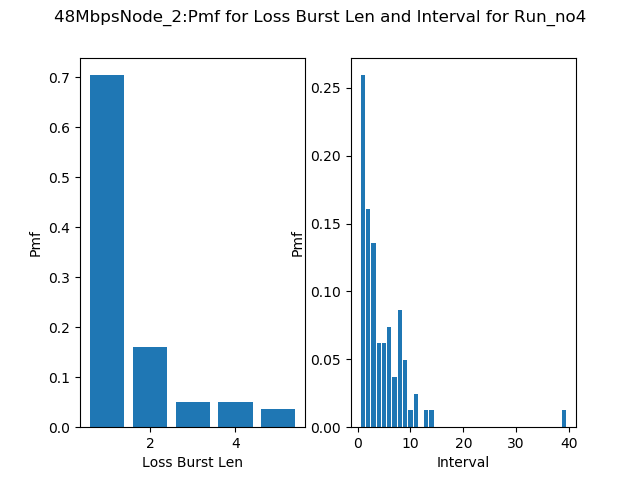 48MbpsNode_2:Pmf for Loss Burst Len and Interval for Run_no4
Pmf
0.7
0.6
0.5
0.4
0.3
0.2
0.1
0.0
2 4
Loss Burst Len
Pmf
0.25
0.20
0.15
0.10
0.05
0.00
0 10 20 30 40
Interval